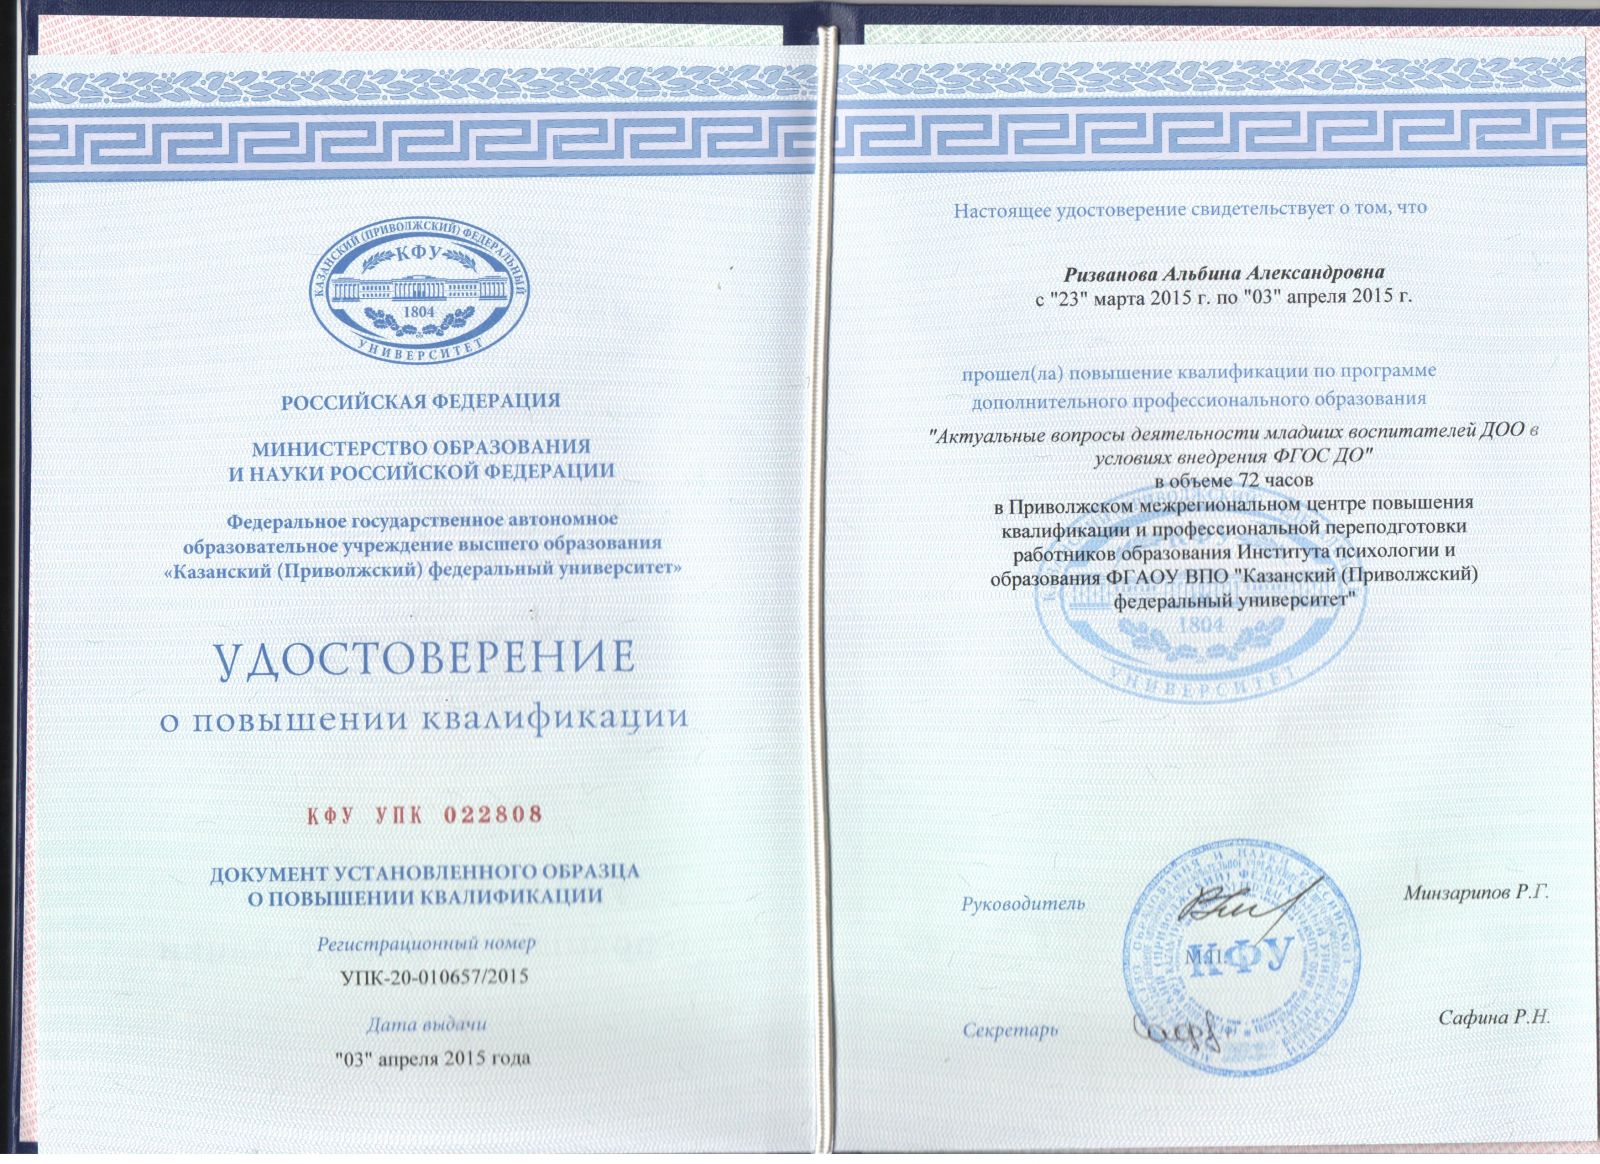 КАЗАНСКИЙ (ПРИВОЛЖСКИЙ) ФЕДЕРАЛЬНЫЙ
КФУ
1804
УНИВЕРСИТЕТ
РОССИЙСКАЯ ФЕДЕРАЦИЯ
МИНИСТЕРСТВО ОБРАЗОВАНИЯ
И НАУКИ РОССИЙСКОЙ ФЕДЕРАЦИИ
Федеральное государственное автономное
образовательное учреждение высшего образования
«Казанский (Приволжский) федеральный университет»
УДОСТОВЕРЕНИЕ
о повышении квалификации
КФУ УПК 022808
ДОКУМЕНТ УСТАНОВЛЕННОГО ОБРАЗЦА
О ПОВЫШЕНИИ КВАЛИФИКАЦИИ
Регистрационный номер
УПК-20-010657/2015
Дата выдачи
"03" апреля 2015 года
Настоящее удостоверение свидетельствует о том, что
Ризванова Альбина Александровна
с "23" марта 2015 г. по "03" апреля 2015 г.
прошел(ла) повышение квалификации по программе
дополнительного профессионального образования
"Актуальные вопросы деятельности младших воспитателей ДОО в
условиях внедрения ФГОС ДО"
в объеме 72 часов
в Приволжском межрегиональном центре повышения
квалификации и профессиональной переподготовки
работников образования Института психологии и
образования ФГАОУ ВПО "Казанский (Приволжский)
федеральный университет"
1804
УНИВЕРСИТЕТ
Руководитель
Минзарипов Р.Г.
М.П.
КФУ
Секретарь
Сафина Р.Н.